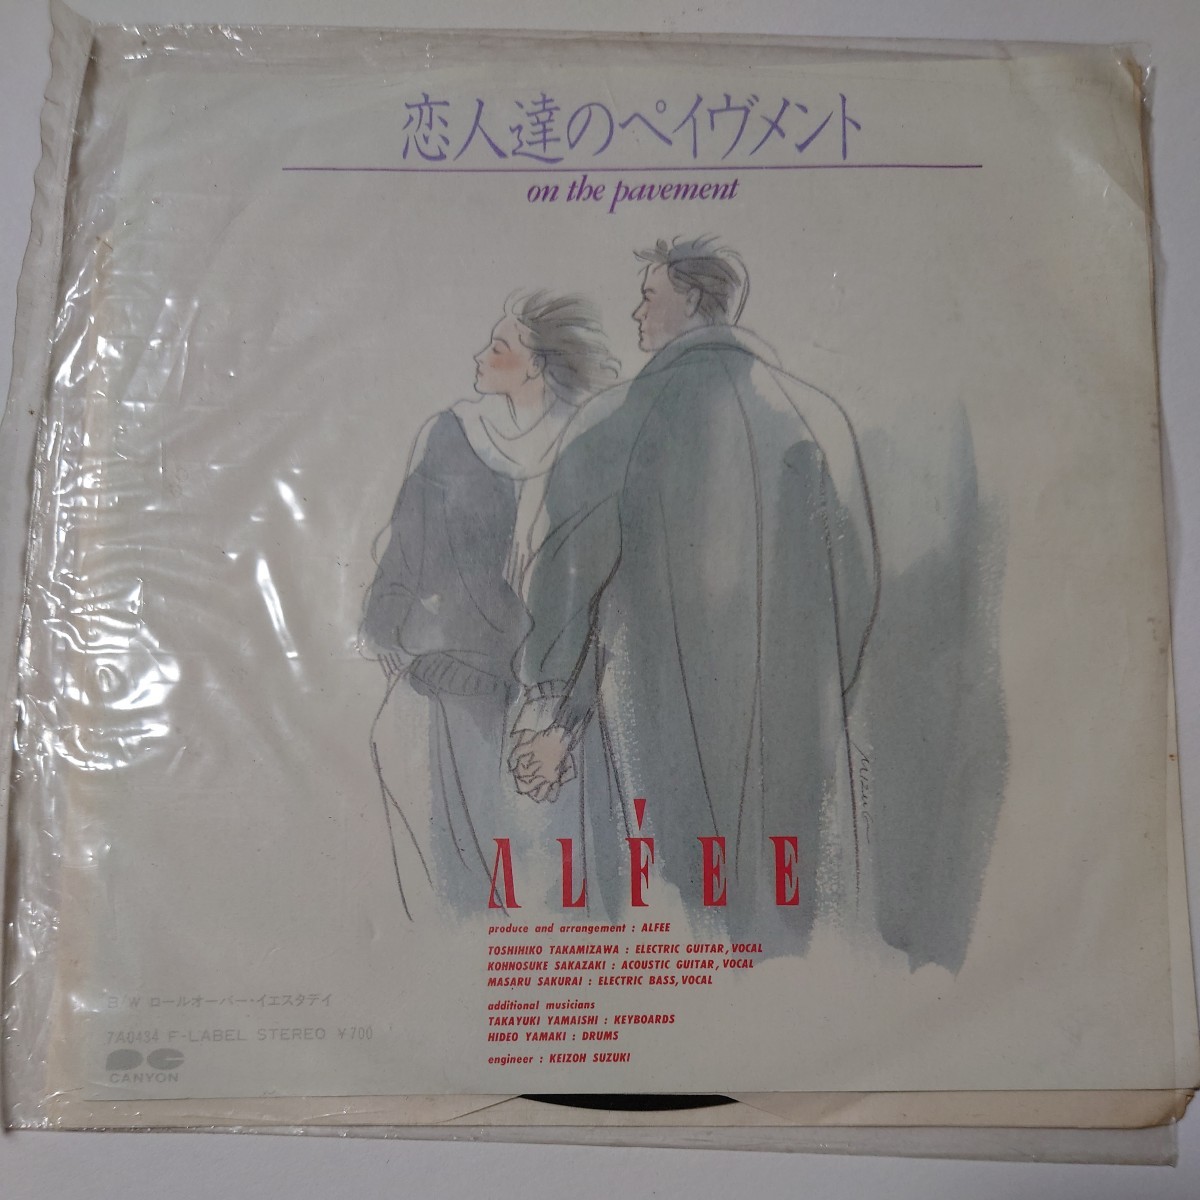 恋人達のペイヴメント
on the pavement
ALFEE
produce and arrangement : ALFEE
TOSHIHIKO TAKAMIZAWA : ELECTRIC GUITAR, VOCAL
KOHNOSUKE SAKAZAKI : ACOUSTIC GUITAR, VOCAL
MASARU SAKURAI : ELECTRIC BASS, VOCAL
additional musicians
TAKAYUKI YAMAISHI : KEYBOARDS
HIDEO YAMAKI : DRUMS
engineer : KEIZOH SUZUKI
B/W ロールオーバー・イエスタデイ
7A0434 F-LABEL STEREO ¥700
PC
CANYON